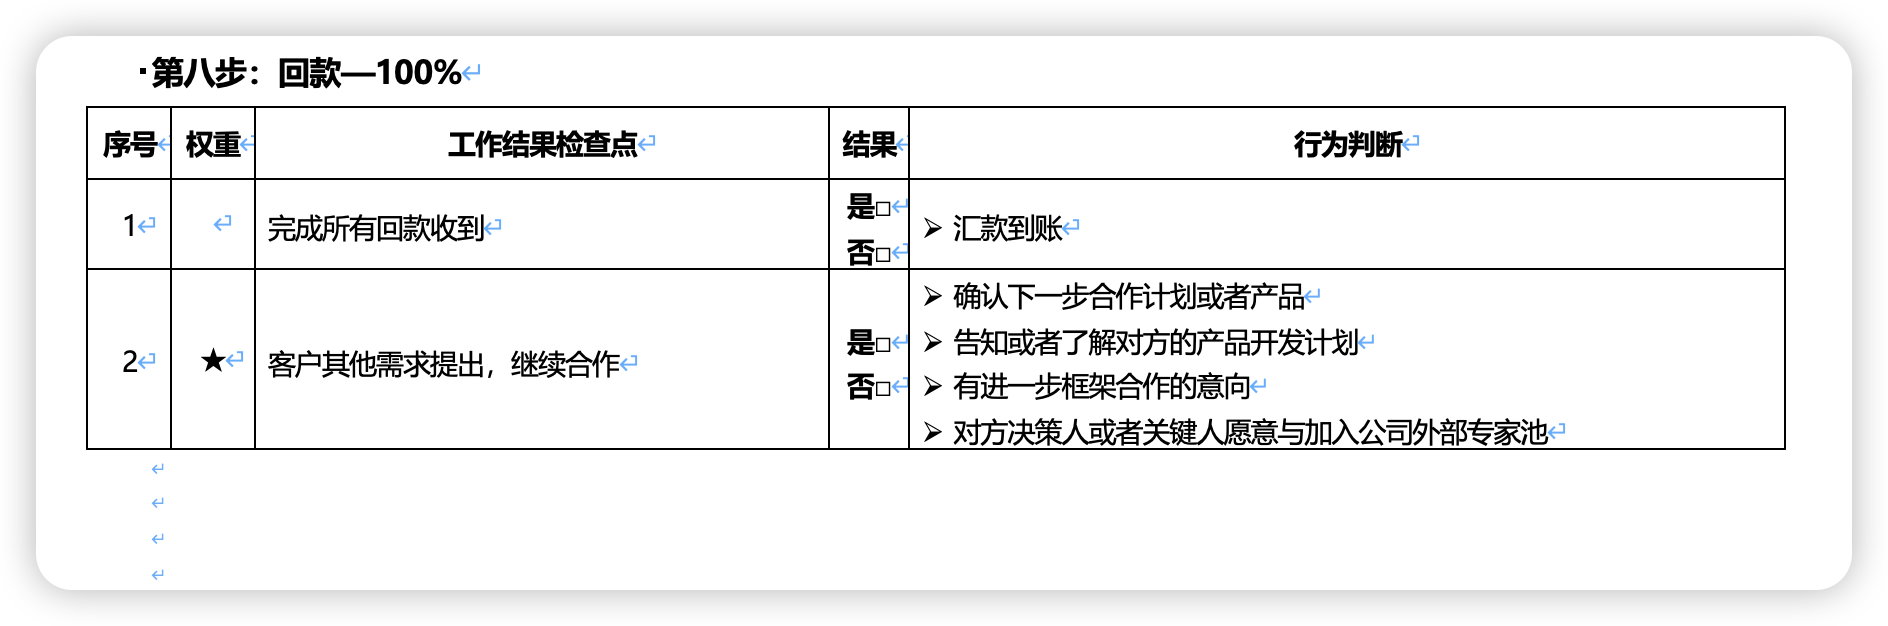 ▪第八步：回款—100%↵
序号↵ 权重↵ 工作结果检查点↵ 结果↵ 行为判断↵
1↵ ↵ 完成所有回款收到↵ 是□↵ ➢ 汇款到账↵
否□↵
2↵ ★↵ 客户其他需求提出，继续合作↵ 是□↵ ➢ 确认下一步合作计划或者产品↵
否□↵ ➢ 告知或者了解对方的产品开发计划↵
➢ 有进一步框架合作的意向↵
➢ 对方决策人或者关键人愿意与加入公司外部专家池↵
↵
↵
↵
↵